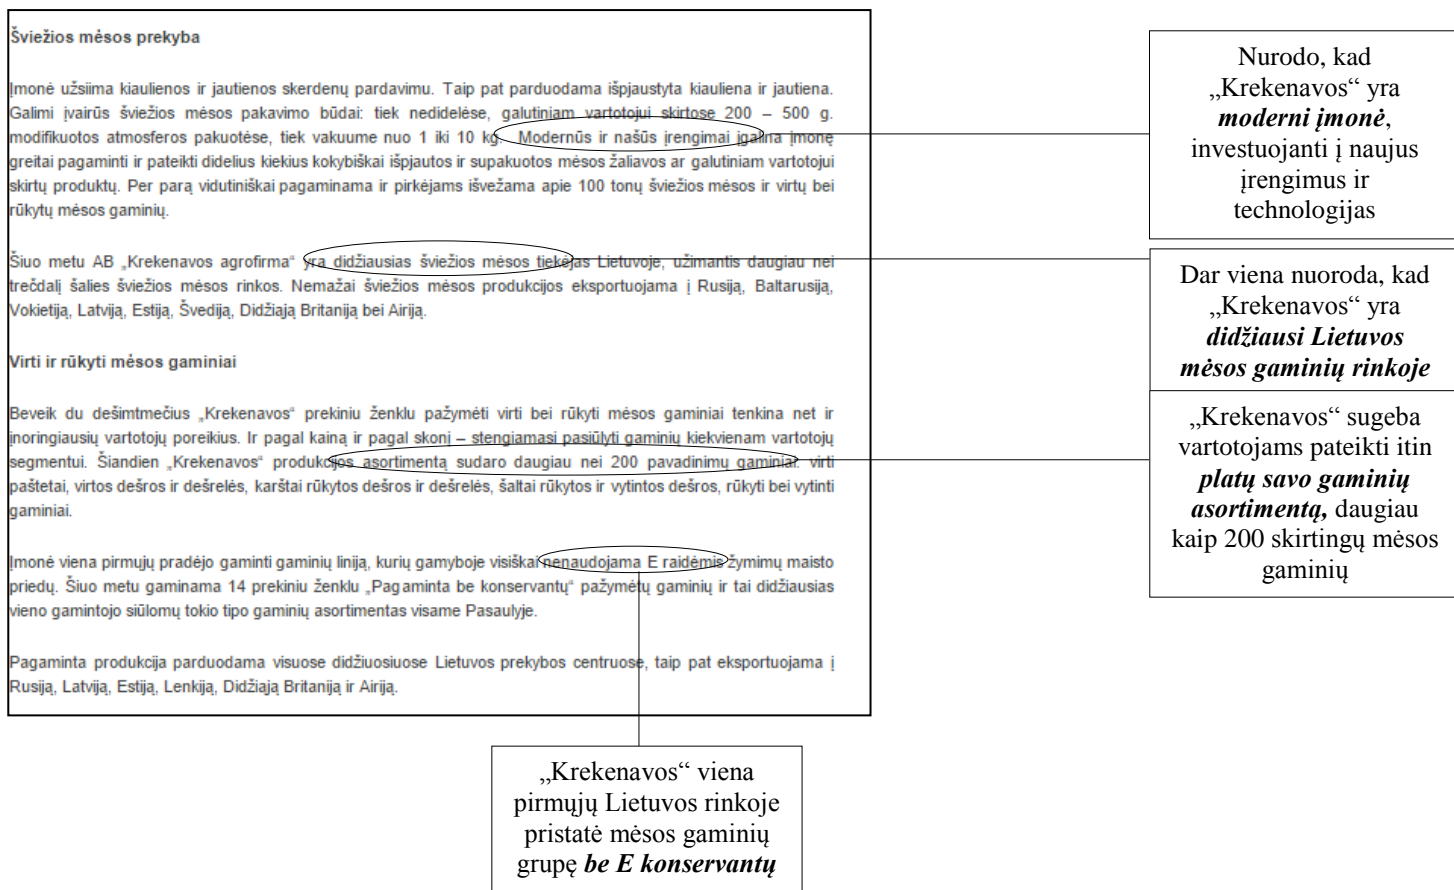 Šviežios mėsos prekyba
Įmonė užsiima kiaulienos ir jautienos skerdenų pardavimu. Taip pat parduodama išpjaustyta kiauliena ir jautiena.
Galimi įvairūs šviežios mėsos pakavimo būdai: tiek nedidelėse, galutiniam vartotojui skirtose 200 – 500 g.
modifikuotos atmosferos pakuotėse, tiek vakuume nuo 1 iki 10 kg. Modernūs ir našūs įrengimai įgalina įmonę
greitai pagaminti ir pateikti didelius kiekius kokybiškai išpjautos ir supakuotos mėsos žaliavos ar galutiniam vartotojui
skirtų produktų. Per parą vidutiniškai pagaminama ir pirkėjams išvežama apie 100 tonų šviežios mėsos ir virtų bei
rūkytų mėsos gaminių.
Šiuo metu AB „Krekenavos agrofirma“ yra didžiausias šviežios mėsos tiekėjas Lietuvoje, užimantis daugiau nei
trečdalį šalies šviežios mėsos rinkos. Nemažai šviežios mėsos produkcijos eksportuojama į Rusiją, Baltarusiją,
Vokietiją, Latviją, Estiją, Švediją, Didžiąją Britaniją bei Airiją.
Virti ir rūkyti mėsos gaminiai
Beveik du dešimtmečius „Krekenavos“ prekiniu ženklu pažymėti virti bei rūkyti mėsos gaminiai tenkina net ir
įnoringiausių vartotojų poreikius. Ir pagal kainą ir pagal skonį – stengiamasi pasiūlyti gaminių kiekvienam vartotojų
segmentui. Šiandien „Krekenavos“ produkcijos asortimentą sudaro daugiau nei 200 pavadinimų gaminiai: virti
paštetai, virtos dešros ir dešrelės, karštai rūkytos dešros ir dešrelės, šaltai rūkytos ir vytintos dešros, rūkyti bei vytinti
gaminiai.
Įmonė viena pirmųjų pradėjo gaminti gaminių liniją, kurių gamyboje visiškai nenaudojama E raidėmis žymimų maisto
priedų. Šiuo metu gaminama 14 prekiniu ženklu „Pagaminta be konservantų“ pažymėtų gaminių ir tai didžiausias
vieno gamintojo siūlomų tokio tipo gaminių asortimentas visame Pasaulyje.
Pagaminta produkcija parduodama visuose didžiuosiuose Lietuvos prekybos centruose, taip pat eksportuojama į
Rusiją, Latviją, Estiją, Lenkiją, Didžiąją Britaniją ir Airiją.
Nurodo, kad
„Krekenavos“ yra
moderni įmonė,
investuojanti į naujus
įrengimus ir
technologijas
Dar viena nuoroda, kad
„Krekenavos“ yra
didžiausi Lietuvos
mėsos gaminių rinkoje
„Krekenavos“ sugeba
vartotojams pateikti itin
platų savo gaminių
asortimentą, daugiau
kaip 200 skirtingų mėsos
gaminių
„Krekenavos“ viena
pirmųjų Lietuvos rinkoje
pristatė mėsos gaminių
grupę be E konservantų